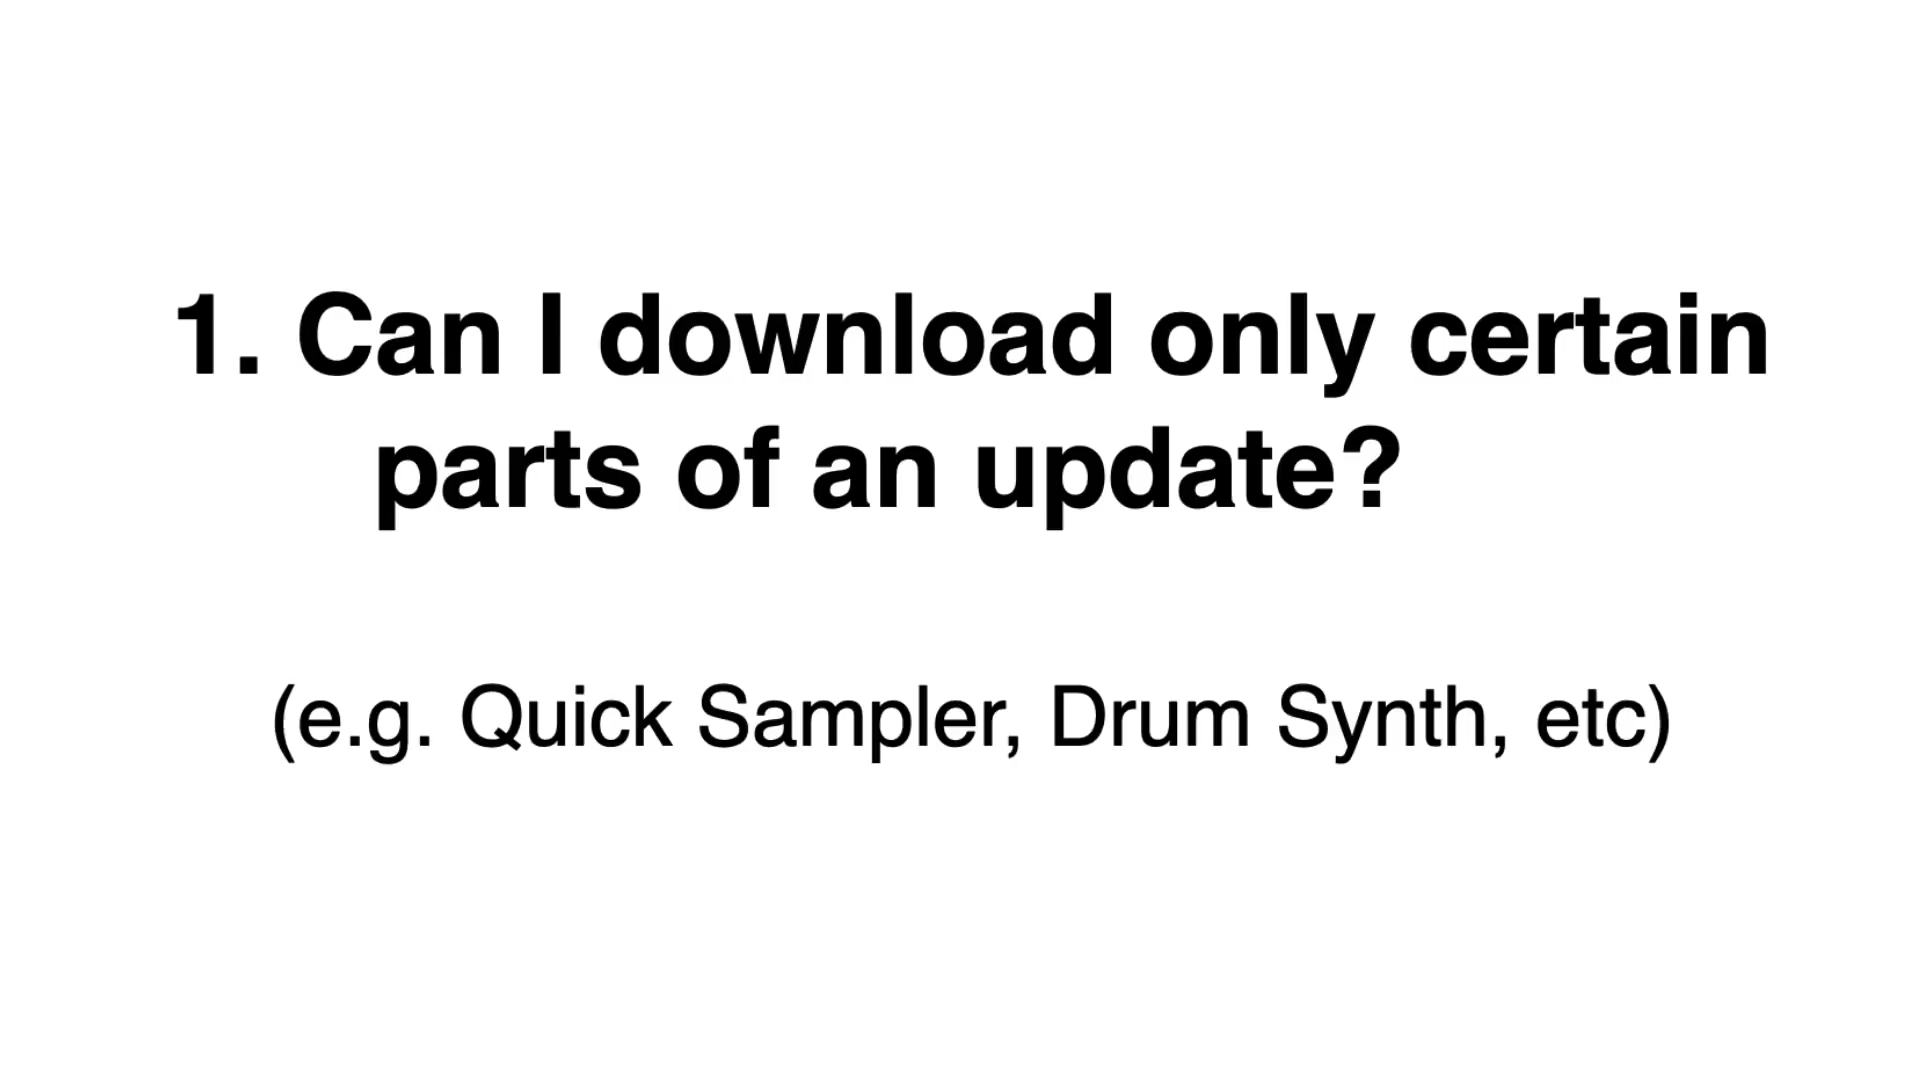 1. Can I download only certain
parts of an update?
(e.g. Quick Sampler, Drum Synth, etc)